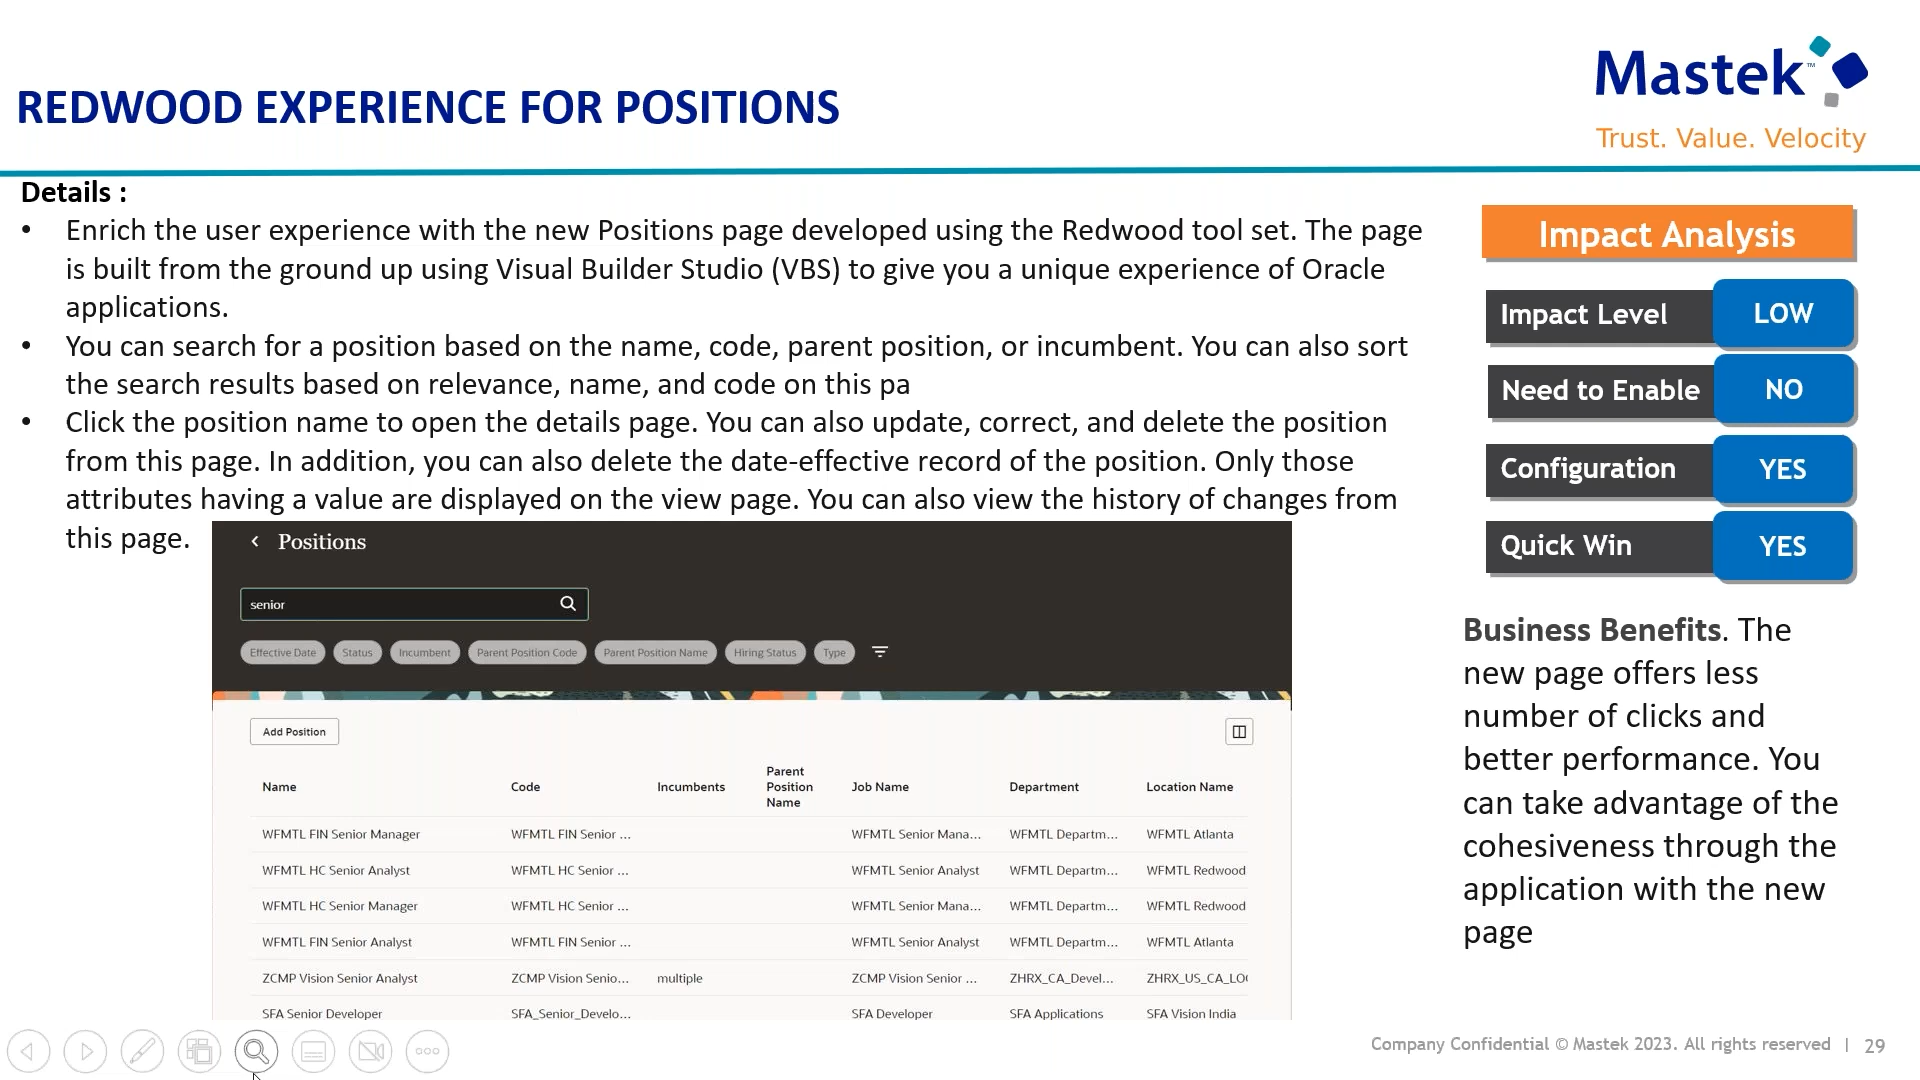 REDWOOD EXPERIENCE FOR POSITIONS
Mastek™
Trust. Value. Velocity
Details :
• Enrich the user experience with the new Positions page developed using the Redwood tool set. The page
is built from the ground up using Visual Builder Studio (VBS) to give you a unique experience of Oracle
applications.
• You can search for a position based on the name, code, parent position, or incumbent. You can also sort
the search results based on relevance, name, and code on this pa
• Click the position name to open the details page. You can also update, correct, and delete the position
from this page. In addition, you can also delete the date-effective record of the position. Only those
attributes having a value are displayed on the view page. You can also view the history of changes from
this page.
Positions
senior
Effective Date Status Incumbent Parent Position Code Parent Position Name Hiring Status Type
Add Position
Name Code Incumbents Parent Position Name Job Name Department Location Name
WFMTL FIN Senior Manager WFMTL FIN Senior ... WFMTL Senior Mana... WFMTL Departm... WFMTL Atlanta
WFMTL HC Senior Analyst WFMTL HC Senior ... WFMTL Senior Analyst WFMTL Departm... WFMTL Redwood
WFMTL HC Senior Manager WFMTL HC Senior ... WFMTL Senior Mana... WFMTL Departm... WFMTL Redwood
WFMTL FIN Senior Analyst WFMTL FIN Senior ... WFMTL Senior Analyst WFMTL Departm... WFMTL Atlanta
ZCMP Vision Senior Analyst ZCMP Vision Senio... multiple ZCMP Vision Senior ... ZHRX_CA_Devel... ZHRX_US_CA_LO
SFA Senior Developer SFA_Senior_Develo... SFA Developer SFA Applications SFA Vision India
Impact Analysis
Impact Level LOW
Need to Enable NO
Configuration YES
Quick Win YES
Business Benefits. The
new page offers less
number of clicks and
better performance. You
can take advantage of the
cohesiveness through the
application with the new
page
Company Confidential © Mastek 2023. All rights reserved | 29